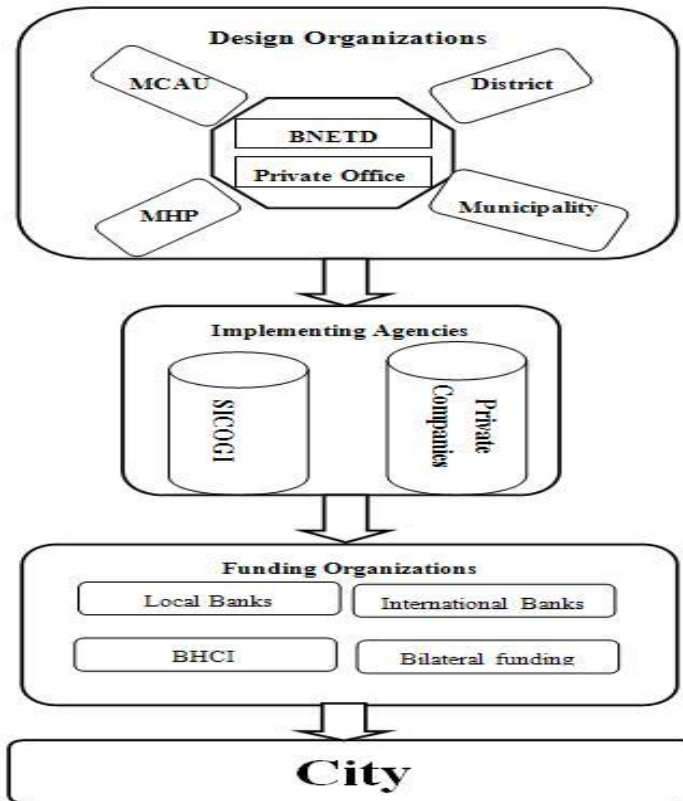 Design Organizations
MCAU
District
BNETD
Private Office
MHP
Municipality
Implementing Agencies
SICOGI
Private
Companies
Funding Organizations
Local Banks
International Banks
BHCI
Bilateral funding
City